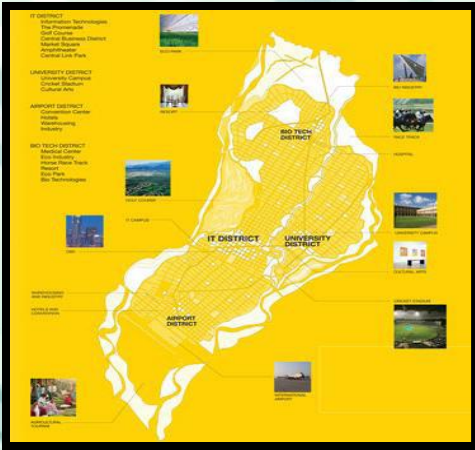 IT DISTRICT
Information Technologies
The Promenade
Golf Course
Central Business District
Market Square
Amphitheater
Central Link Park
UNIVERSITY DISTRICT
University Campus
Cricket Stadium
Cultural Arts
AIRPORT DISTRICT
Convention Center
Hotels
Warehousing
Industry
BIO TECH DISTRICT
Medical Center
Eco Industry
Horse Race Track
Resort
Eco Park
Bio Technologies
ECO PARK
RESORT
GOLF COURSE
IT CAMPUS
CBD
WAREHOUSING
AND INDUSTRY
HOTELS AND
CONVENTION
AGRICULTURAL
TOURISM
BIO TECH
DISTRICT
IT DISTRICT
UNIVERSITY
DISTRICT
AIRPORT
DISTRICT
BIO INDUSTRY
RACE TRACK
HOSPITAL
UNIVERSITY CAMPUS
CULTURAL ARTS
CRICKET STADIUM
INTERNATIONAL
AIRPORT